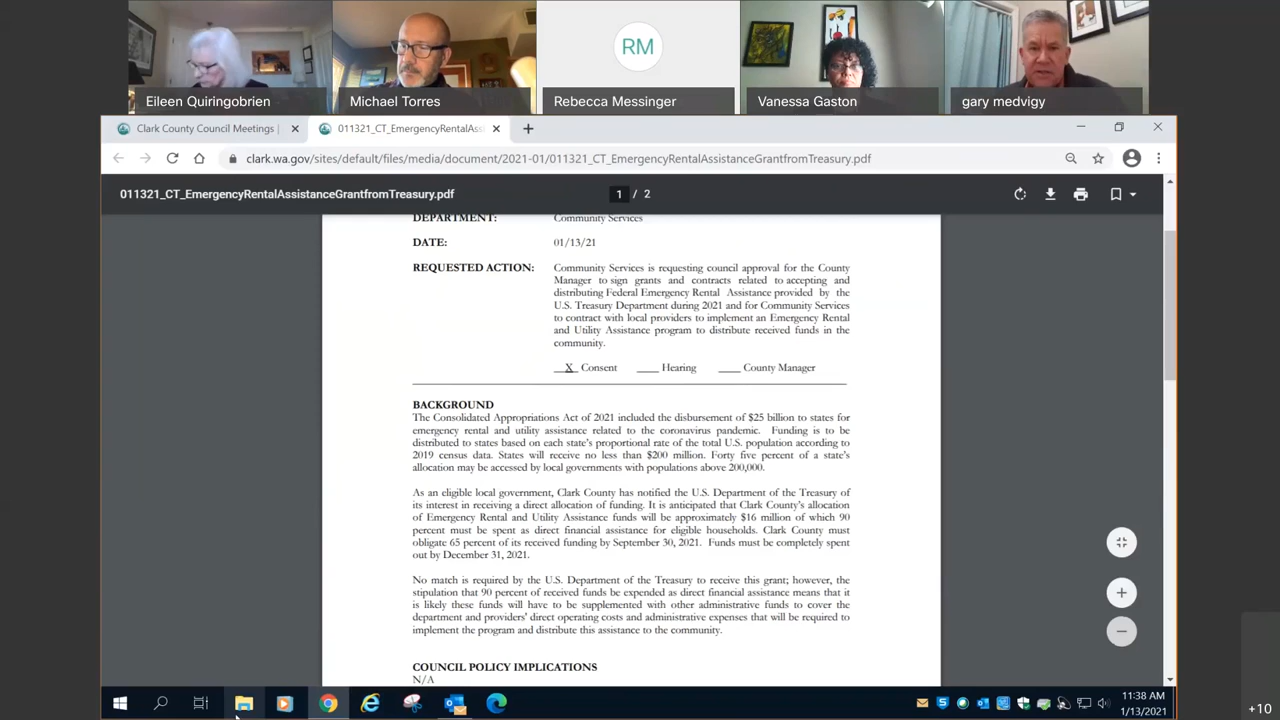 RM
Eileen Quiringobrien
Michael Torres
Rebecca Messinger
Vanessa Gaston
gary medvigy
Clark County Council Meetings |
011321_CT_EmergencyRentalAssi
clark.wa.gov/sites/default/files/media/document/2021-01/011321_CT_EmergencyRentalAssistanceGrantfromTreasury.pdf
011321_CT_EmergencyRentalAssistanceGrantfromTreasury.pdf
1 / 2
DEPARTMENT: Community Services
DATE: 01/13/21
REQUESTED ACTION: Community Services is requesting council approval for the County
Manager to sign grants and contracts related to accepting and
distributing Federal Emergency Rental Assistance provided by the
U.S. Treasury Department during 2021 and for Community Services
to contract with local providers to implement an Emergency Rental
and Utility Assistance program to distribute received funds in the
community.
__X_ Consent ____ Hearing ____ County Manager
BACKGROUND
The Consolidated Appropriations Act of 2021 included the disbursement of $25 billion to states for
emergency rental and utility assistance related to the coronavirus pandemic. Funding is to be
distributed to states based on each state's proportional rate of the total U.S. population according to
2019 census data. States will receive no less than $200 million. Forty five percent of a state's
allocation may be accessed by local governments with populations above 200,000.
As an eligible local government, Clark County has notified the U.S. Department of the Treasury of
its interest in receiving a direct allocation of funding. It is anticipated that Clark County's allocation
of Emergency Rental and Utility Assistance funds will be approximately $16 million of which 90
percent must be spent as direct financial assistance for eligible households. Clark County must
obligate 65 percent of its received funding by September 30, 2021. Funds must be completely spent
out by December 31, 2021.
No match is required by the U.S. Department of the Treasury to receive this grant; however, the
stipulation that 90 percent of received funds be expended as direct financial assistance means that it
is likely these funds will have to be supplemented with other administrative funds to cover the
department and providers' direct operating costs and administrative expenses that will be required to
implement the program and distribute this assistance to the community.
COUNCIL POLICY IMPLICATIONS
N/A
11:38 AM
1/13/2021
+10